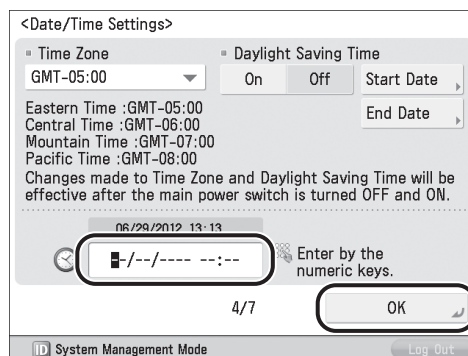 <Date/Time Settings>
Time Zone
Daylight Saving Time
GMT-05:00
On
Off
Start Date
Eastern Time :GMT-05:00
End Date
Central Time :GMT-06:00
Mountain Time :GMT-07:00
Pacific Time :GMT-08:00
Changes made to Time Zone and Daylight Saving Time will be
effective after the main power switch is turned OFF and ON.
06/29/2012 13:13
-/--/---- --:--
Enter by the
numeric keys.
4/7
OK
ID System Management Mode
Log Out